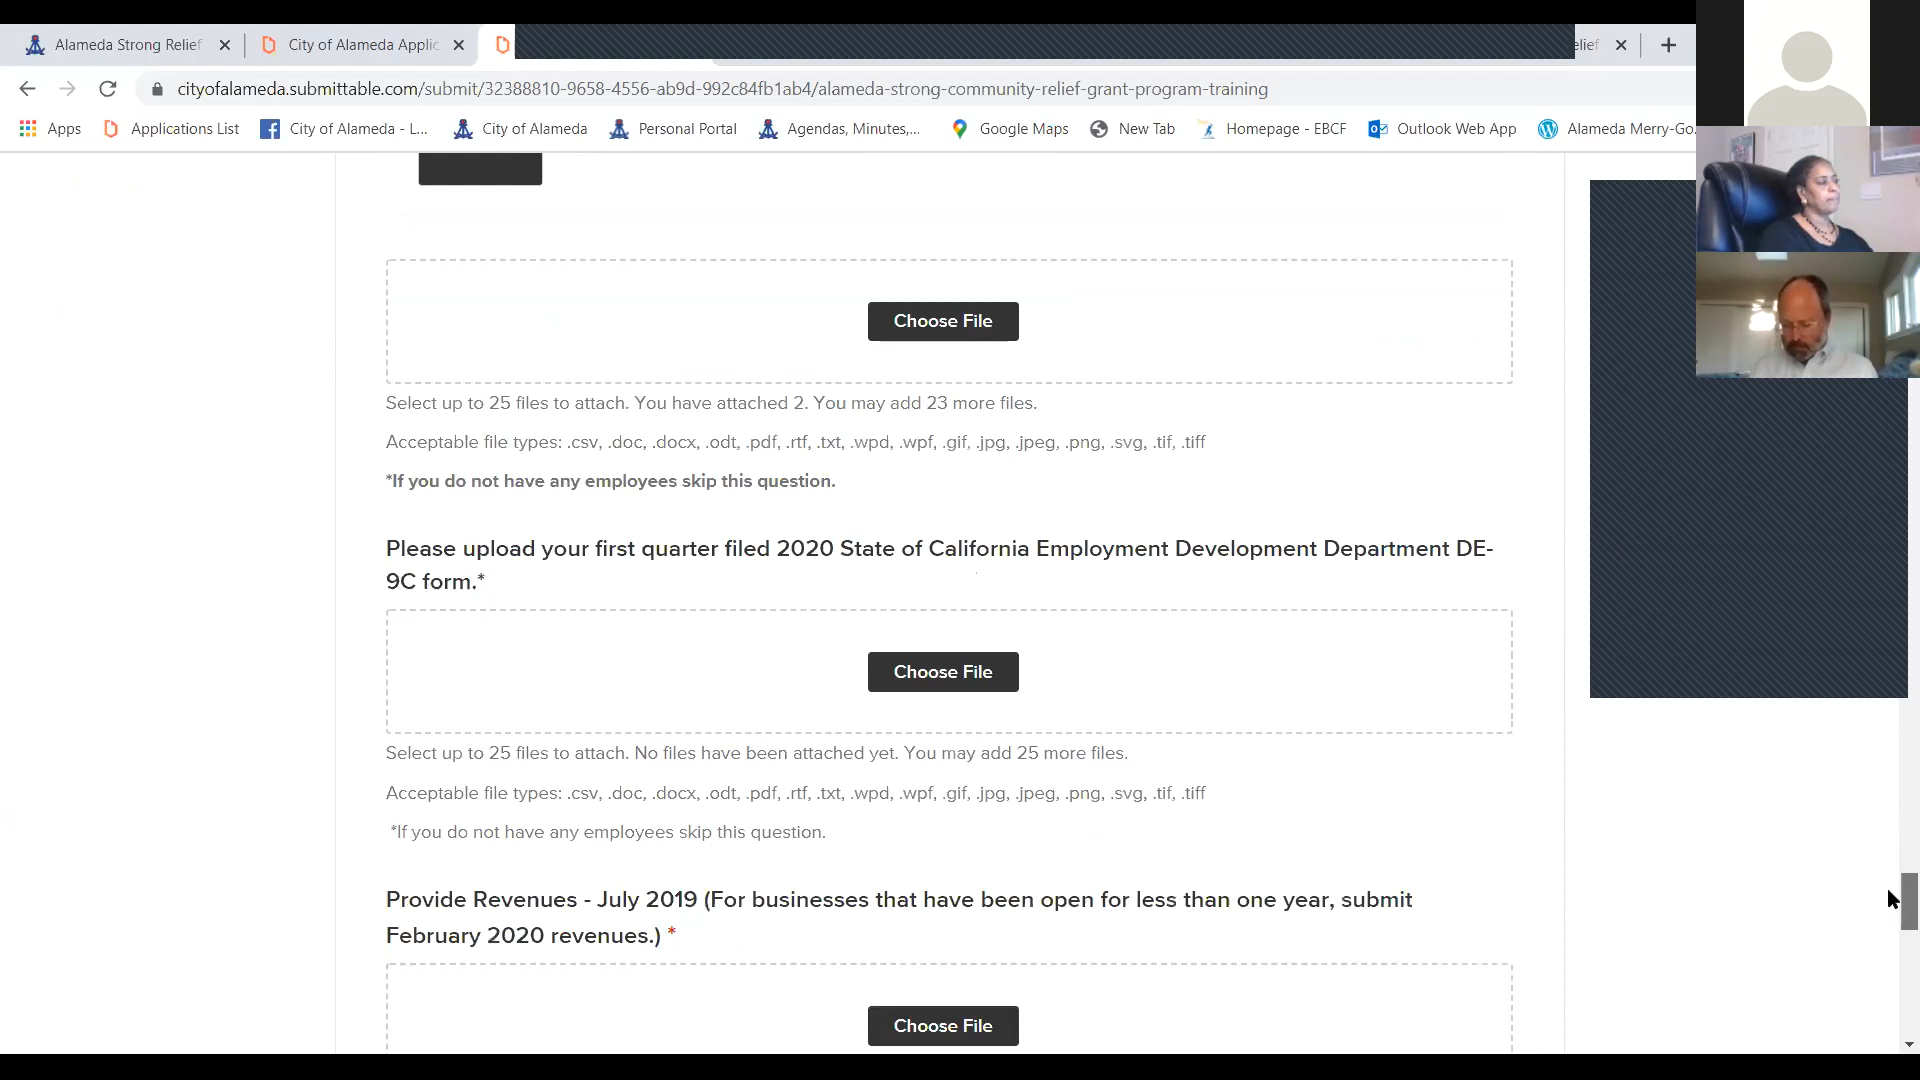 Alameda Strong Relief
City of Alameda Applic
elief
cityofalameda.submittable.com/submit/32388810-9658-4556-ab9d-992c84fb1ab4/alameda-strong-community-relief-grant-program-training
Apps
Applications List
City of Alameda - L...
City of Alameda
Personal Portal
Agendas, Minutes,...
Google Maps
New Tab
Homepage - EBCF
Outlook Web App
Alameda Merry-Go.
Choose File
Select up to 25 files to attach. You have attached 2. You may add 23 more files.
Acceptable file types: .csv, .doc, .docx, .odt, .pdf, .rtf, .txt, .wpd, .wpf, .gif, .jpg, .jpeg, .png, .svg, .tif, .tiff
*If you do not have any employees skip this question.
Please upload your first quarter filed 2020 State of California Employment Development Department DE-
9C form.*
Choose File
Select up to 25 files to attach. No files have been attached yet. You may add 25 more files.
Acceptable file types: .csv, .doc, .docx, .odt, .pdf, .rtf, .txt, .wpd, .wpf, .gif, .jpg, .jpeg, .png, .svg, .tif, .tiff
*If you do not have any employees skip this question.
Provide Revenues - July 2019 (For businesses that have been open for less than one year, submit
February 2020 revenues.) *
Choose File